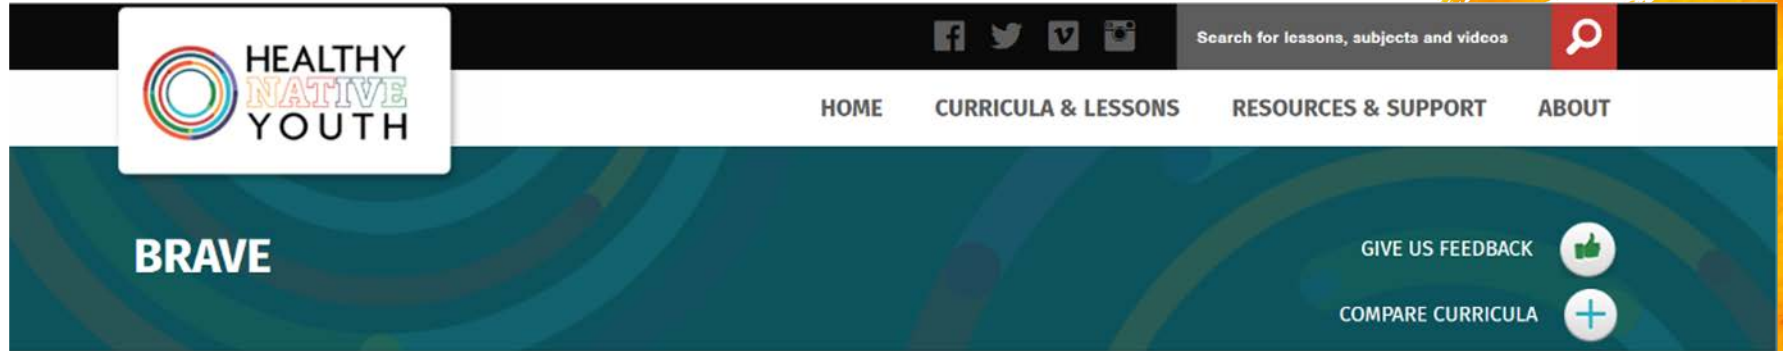 HEALTHY
NATIVE
YOUTH
Search for lessons, subjects and videos
HOME CURRICULA & LESSONS RESOURCES & SUPPORT ABOUT
BRAVE
GIVE US FEEDBACK
COMPARE CURRICULA